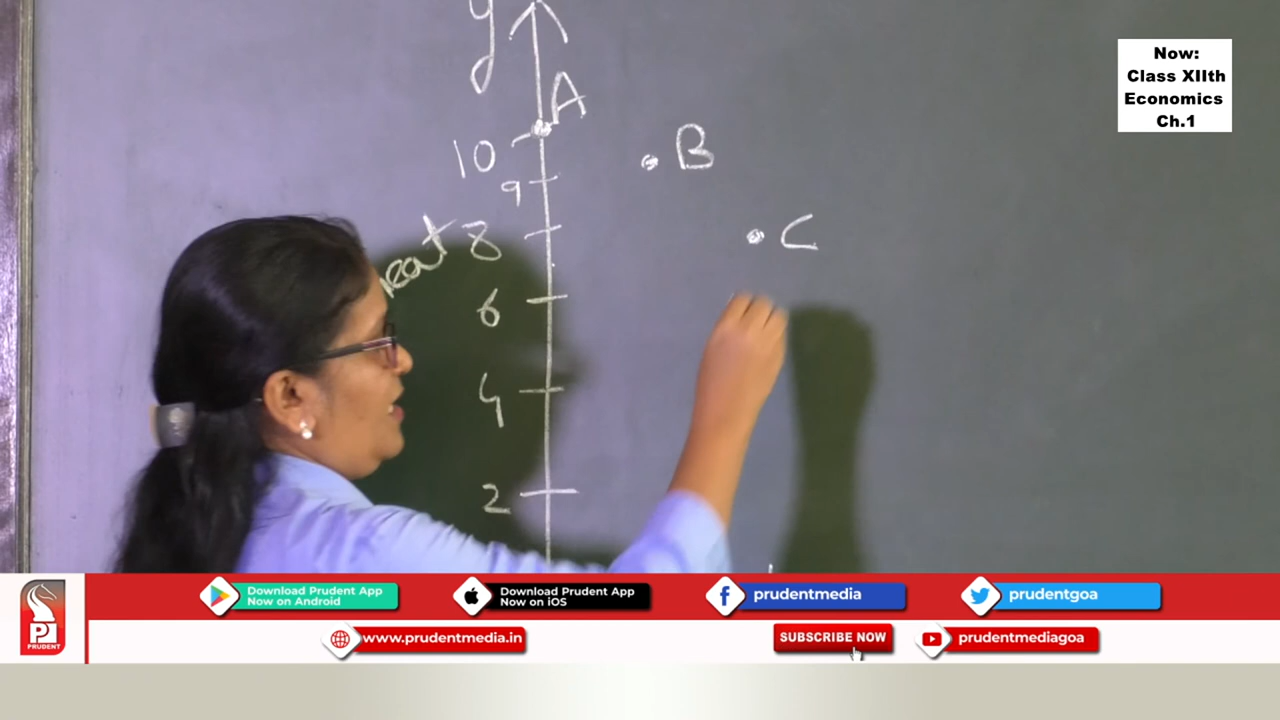 Now:
Class XIIth
Economics
Ch.1
y
A
10
B
9
8
C
6
4
2
Download Prudent App
Now on Android
Download Prudent App
Now on iOS
prudentmedia
prudentgoa
PRUDENT
www.prudentmedia.in
SUBSCRIBE NOW
prudentmediagoa